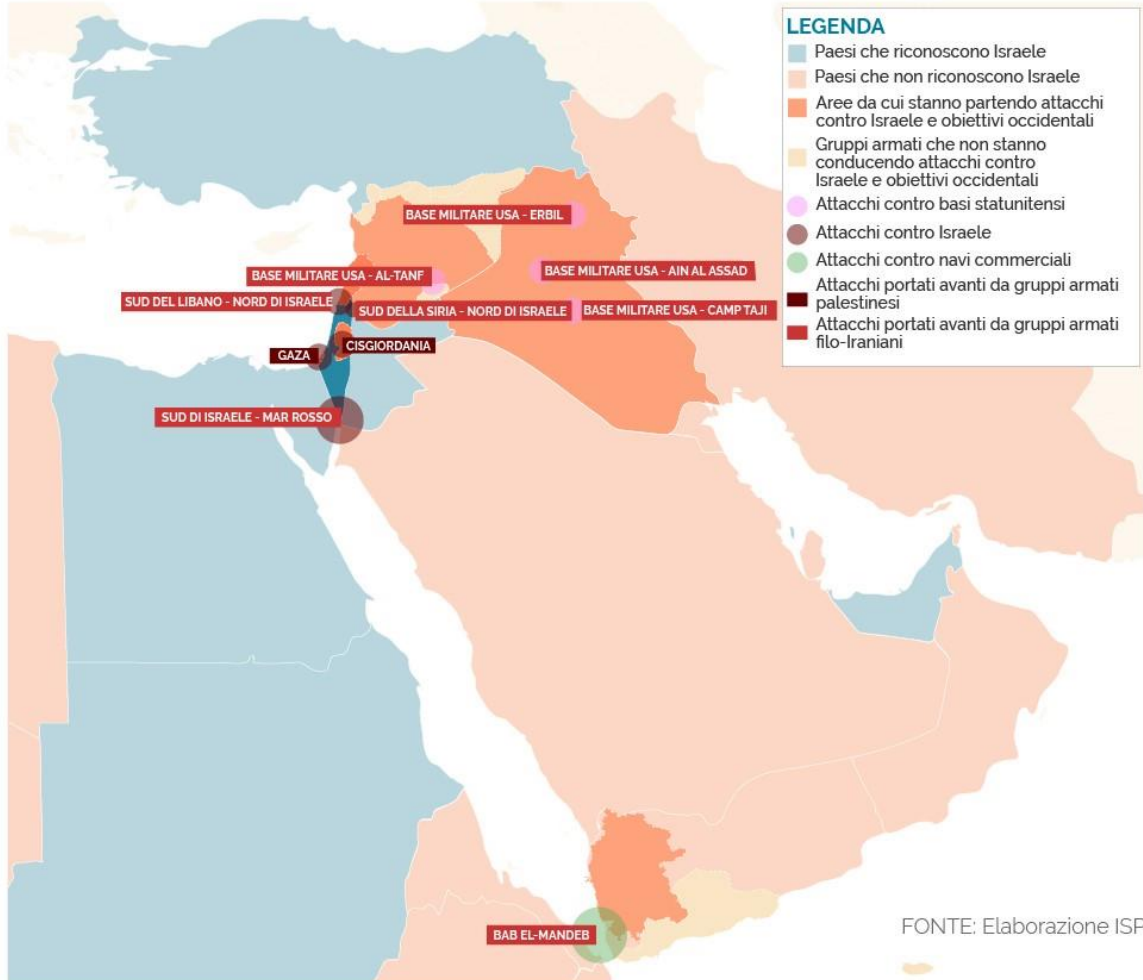 LEGENDA
Paesi che riconoscono Israele
Paesi che non riconoscono Israele
Aree da cui stanno partendo attacchi
contro Israele e obiettivi occidentali
Gruppi armati che non stanno
conducendo attacchi contro
Israele e obiettivi occidentali
Attacchi contro basi statunitensi
Attacchi contro Israele
Attacchi contro navi commerciali
Attacchi portati avanti da gruppi armati
palestinesi
Attacchi portati avanti da gruppi armati
filo-Iraniani
BASE MILITARE USA - ERBIL
BASE MILITARE USA - AL-TANF
BASE MILITARE USA - AIN AL ASSAD
SUD DEL LIBANO - NORD DI ISRAELE
SUD DELLA SIRIA - NORD DI ISRAELE
BASE MILITARE USA - CAMP TAJI
CISGIORDANIA
GAZA
SUD DI ISRAELE - MAR ROSSO
BAB EL-MANDEB
FONTE: Elaborazione ISP